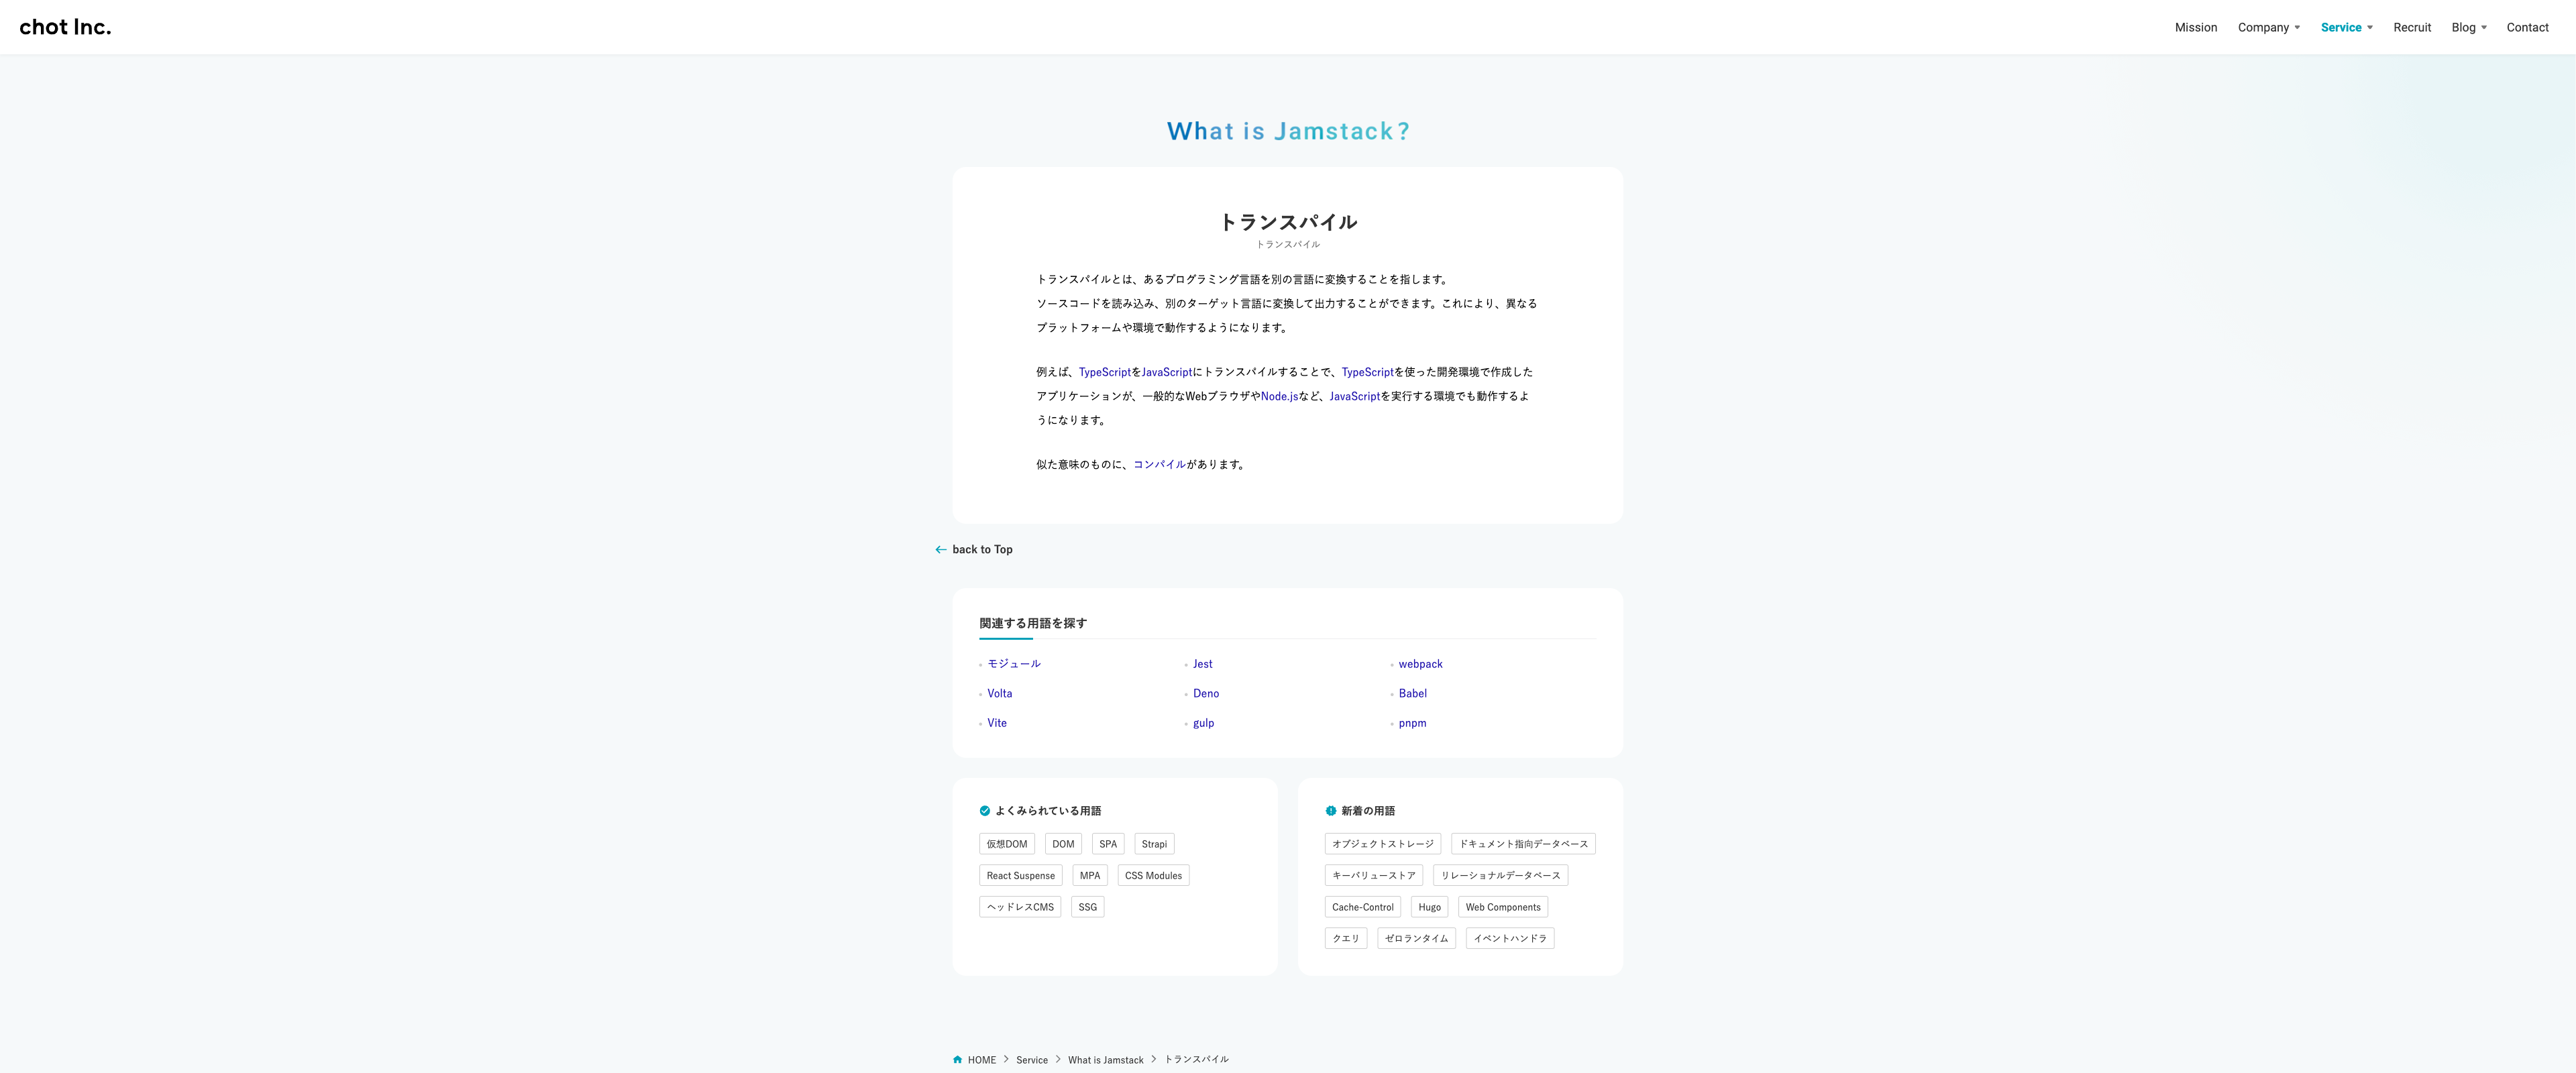 chot Inc.
Mission Company Service Recruit Blog Contact
What is Jamstack?
トランスパイル
トランスパイル
トランスパイルとは、あるプログラミング言語を別の言語に変換することを指します。
ソースコードを読み込み、別のターゲット言語に変換して出力することができます。これにより、異なる
プラットフォームや環境で動作するようになります。
例えば、TypeScriptをJavaScriptにトランスパイルすることで、TypeScriptを使った開発環境で作成した
アプリケーションが、一般的なWebブラウザやNode.jsなど、JavaScriptを実行する環境でも動作するよ
うになります。
似た意味のものに、コンパイルがあります。
back to Top
関連する用語を探す
モジュール Jest webpack
Volta Deno Babel
Vite gulp pnpm
よくみられている用語
仮想DOM DOM SPA Strapi
React Suspense MPA CSS Modules
ヘッドレスCMS SSG
新着の用語
オブジェクトストレージ ドキュメント指向データベース
キーバリューストア リレーショナルデータベース
Cache-Control Hugo Web Components
クエリ ゼロランタイム イベントハンドラ
HOME Service What is Jamstack トランスパイル